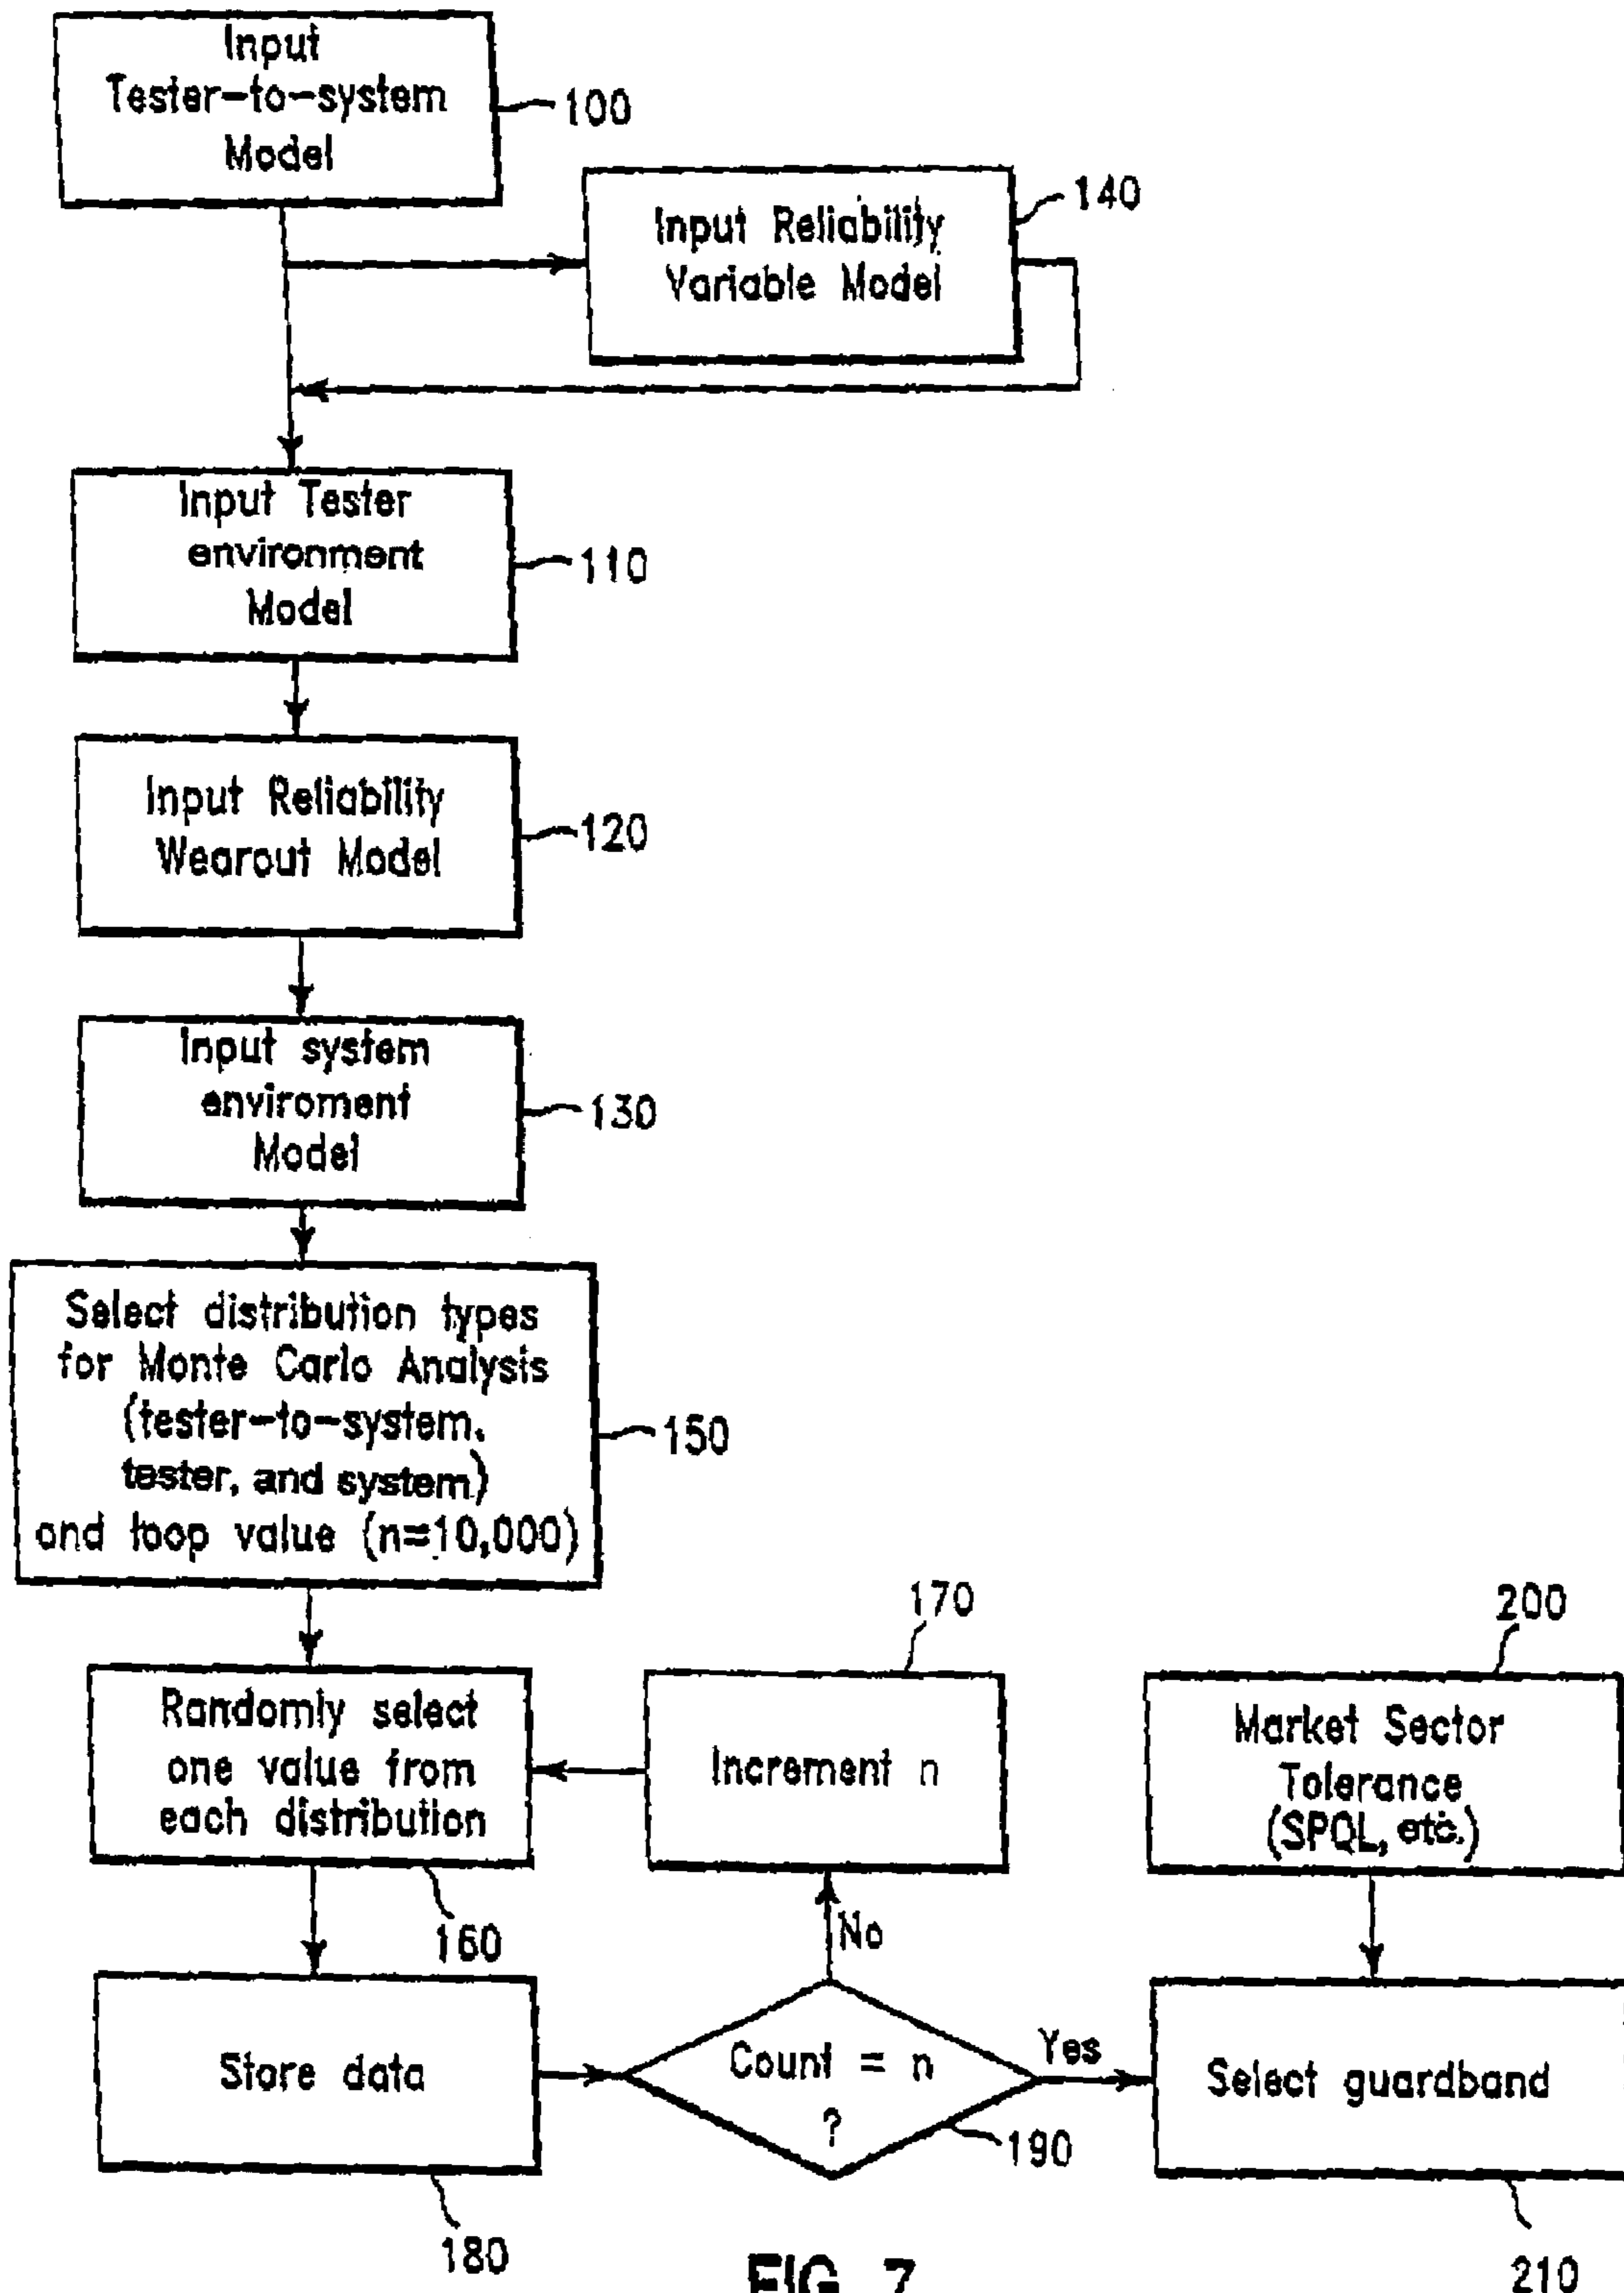 Input
Tester-to-system
Model
100
Input Reliability
Variable Model
140
Input Tester
environment
Model
110
Input Reliability
Wearout Model
120
Input system
enviroment
Model
130
Select distribution types
for Monte Carlo Analysis
(tester-to-system,
tester, and system)
and loop value (n=10,000)
150
Randomly select
one value from
each distribution
160
Increment n
170
Market Sector
Tolerance
(SPQL, etc.)
200
Store data
180
No
Count = n
?
190
Yes
Select guardband
210
FIG. 7